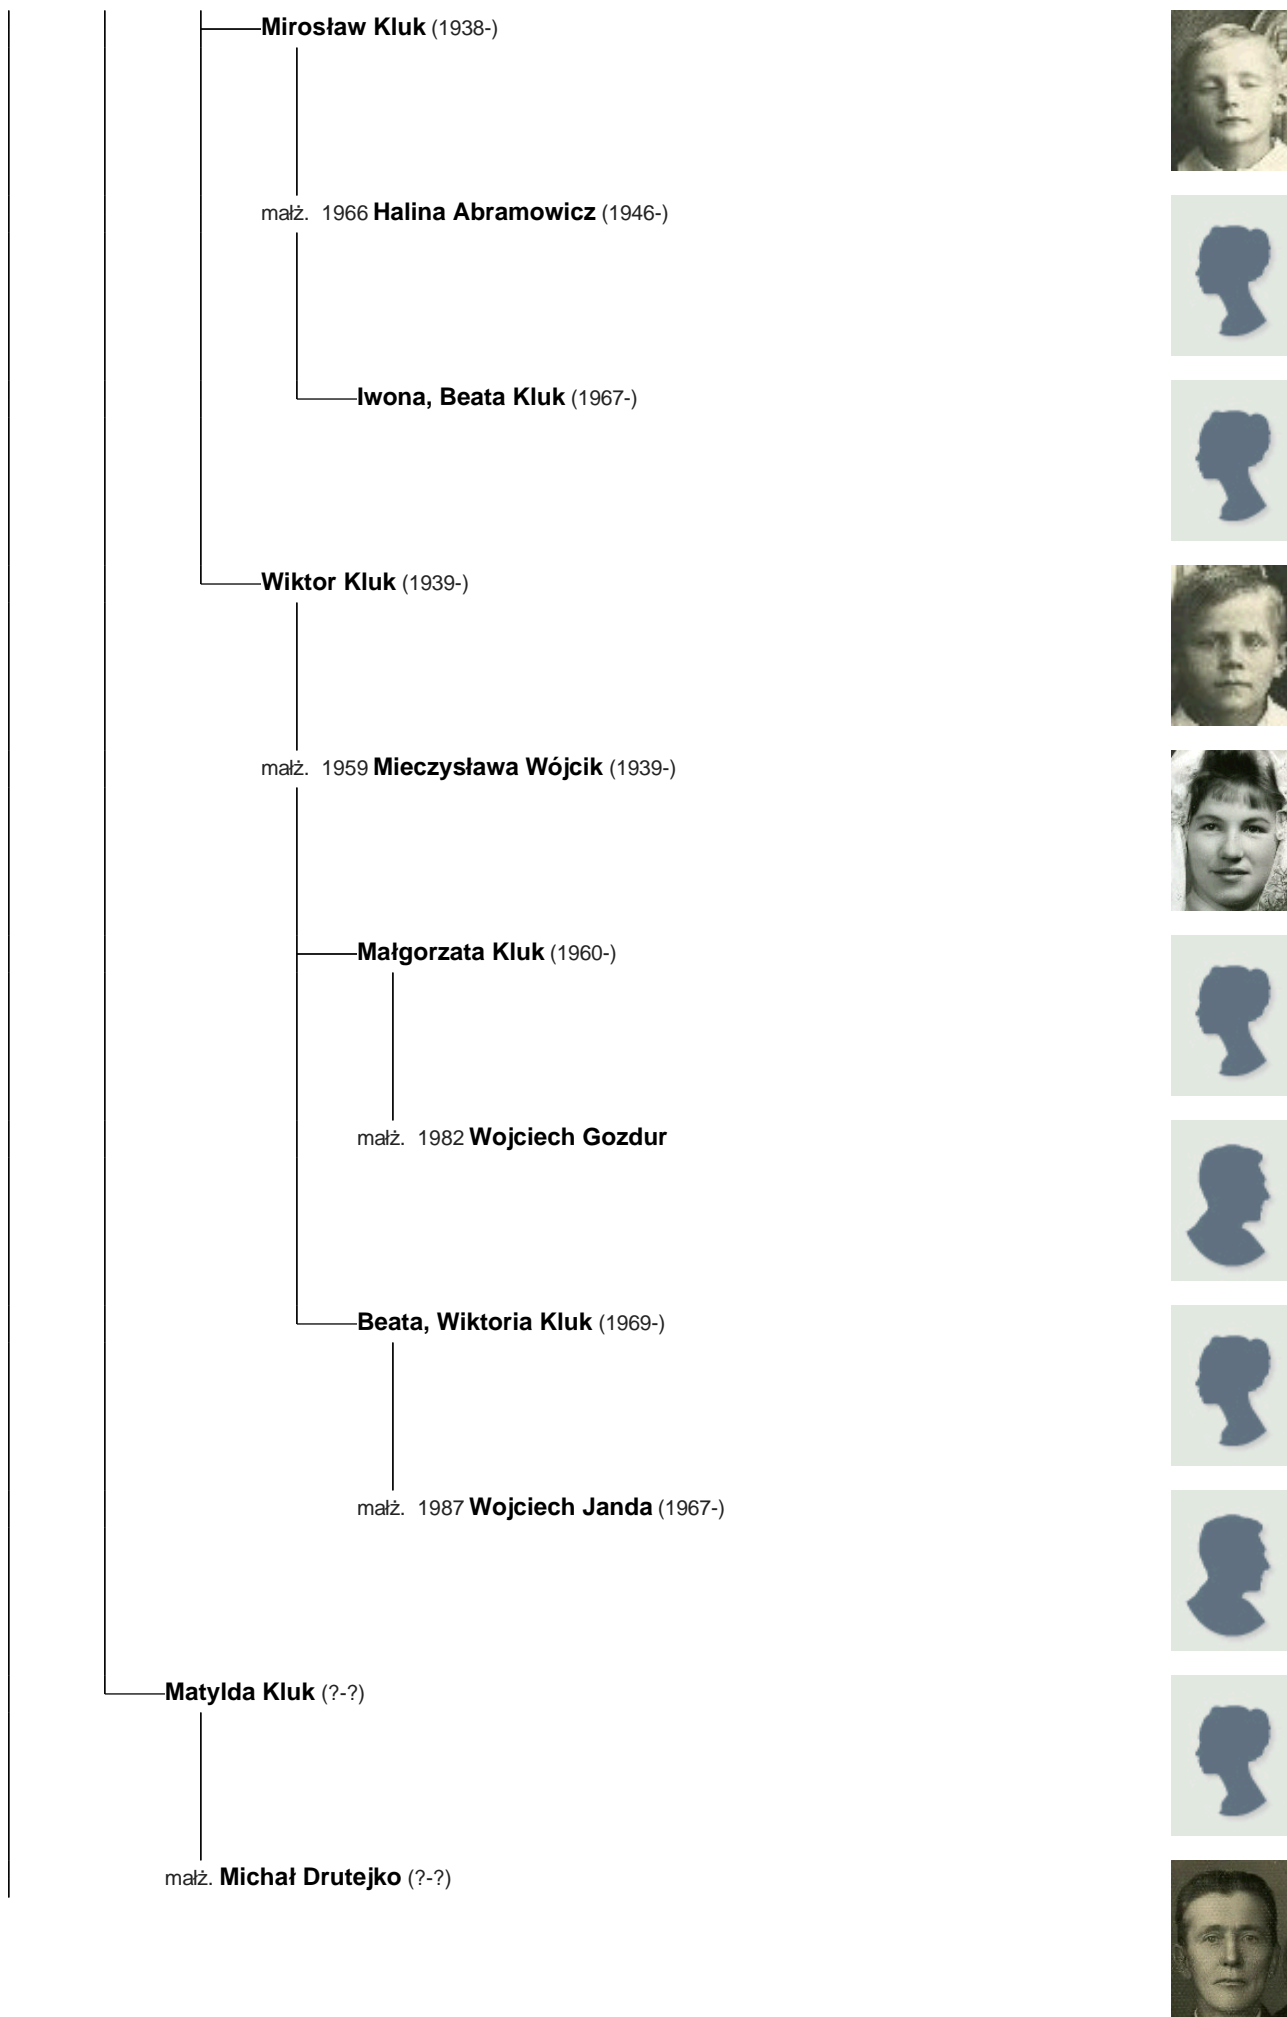 Mirosław Kluk (1938-)
małż. 1966 Halina Abramowicz (1946-)
Iwona, Beata Kluk (1967-)
Wiktor Kluk (1939-)
małż. 1959 Mieczysława Wójcik (1939-)
Małgorzata Kluk (1960-)
małż. 1982 Wojciech Gozdur
Beata, Wiktoria Kluk (1969-)
małż. 1987 Wojciech Janda (1967-)
Matylda Kluk (?-?)
małż. Michał Drutejko (?-?)